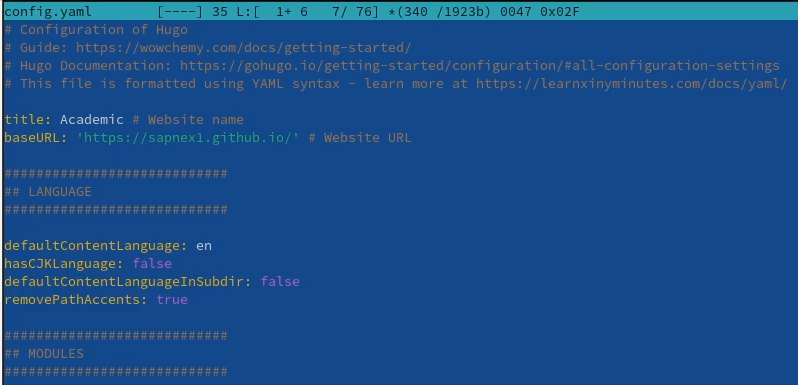 config.yaml [----] 35 L:[ 1+ 6 7/ 76] *(340 /1923b) 0047 0x02F
# Configuration of Hugo
# Guide: https://wowchemy.com/docs/getting-started/
# Hugo Documentation: https://gohugo.io/getting-started/configuration/#all-configuration-settings
# This file is formatted using YAML syntax - learn more at https://learnxinyminutes.com/docs/yaml/
title: Academic # Website name
baseURL: 'https://sapnex1.github.io/' # Website URL
############################
## LANGUAGE
############################
defaultContentLanguage: en
hasCJKLanguage: false
defaultContentLanguageInSubdir: false
removePathAccents: true
############################
## MODULES
############################